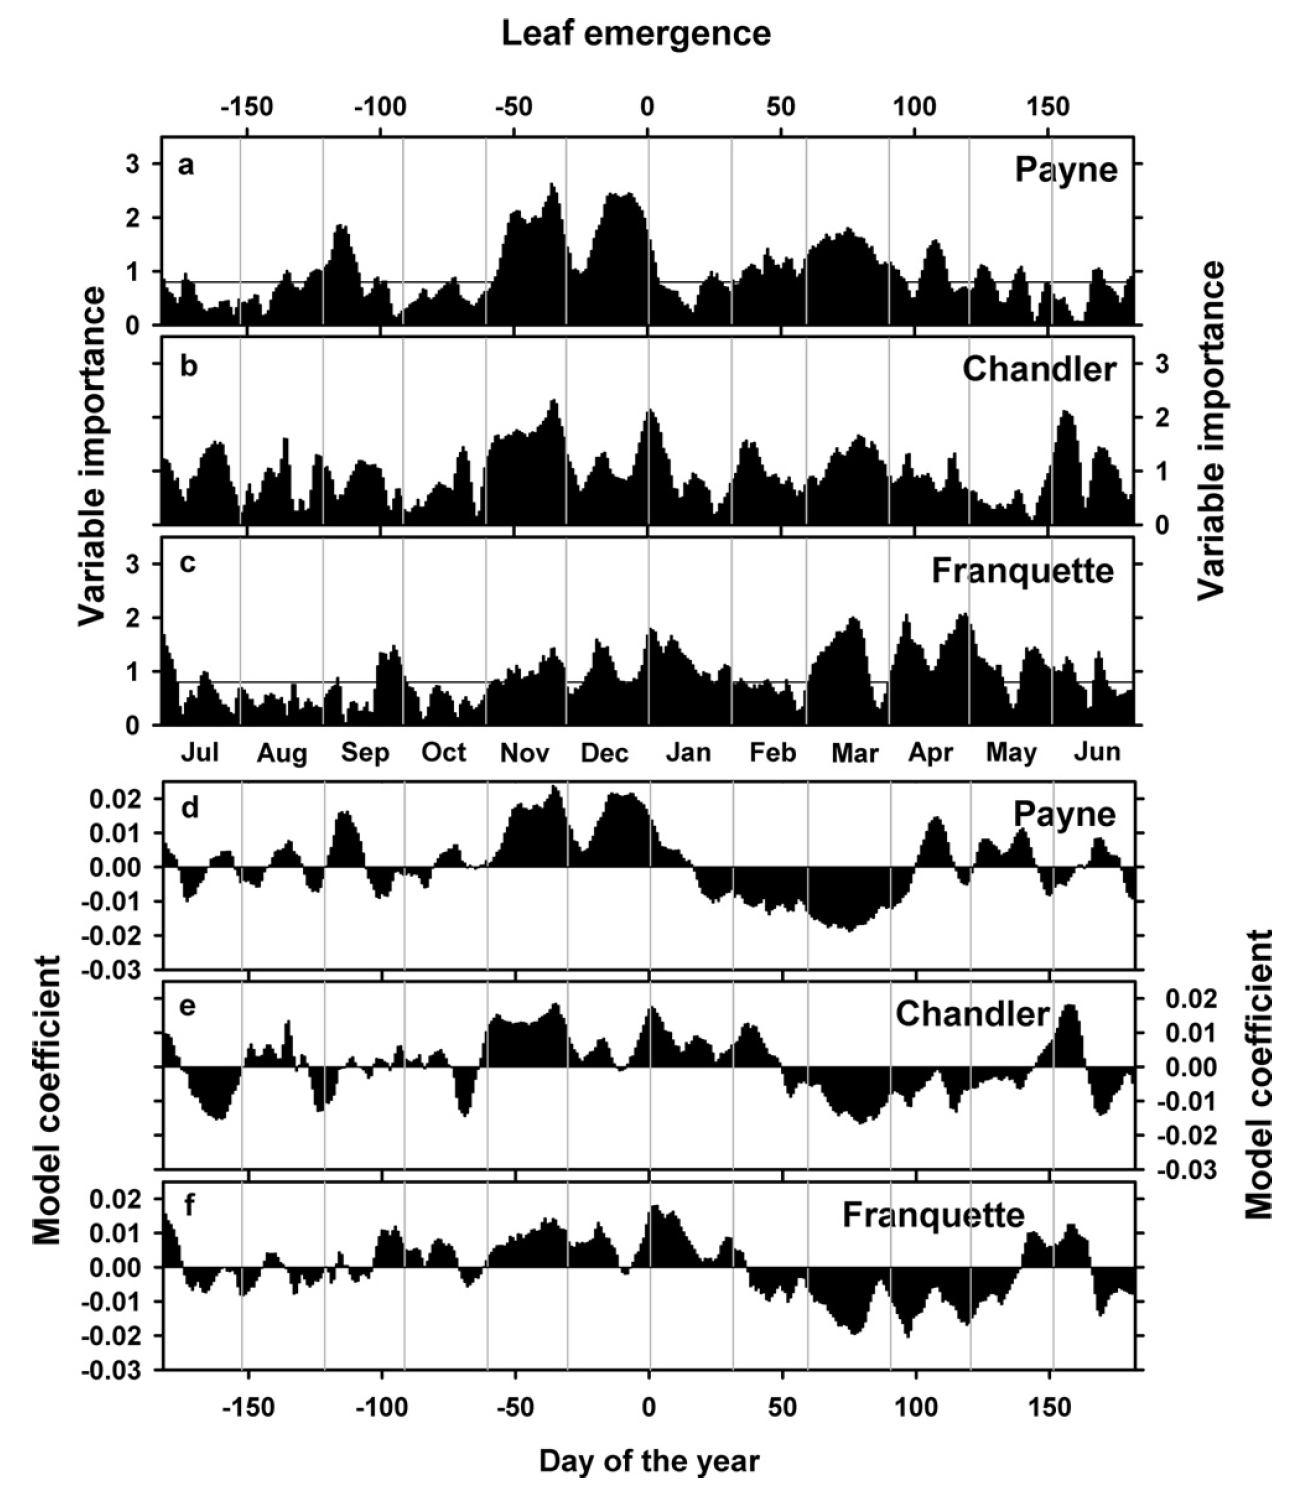 Leaf emergence
-150 -100 -50 0 50 100 150
a Payne
3
2
1
0
b Chandler
3
2
1
0
c Franquette
3
2
1
0
Variable importance
Variable importance
Jul Aug Sep Oct Nov Dec Jan Feb Mar Apr May Jun
d Payne
0.02
0.01
0.00
-0.01
-0.02
-0.03
e Chandler
0.02
0.01
0.00
-0.01
-0.02
-0.03
f Franquette
0.02
0.01
0.00
-0.01
-0.02
-0.03
Model coefficient
Model coefficient
-150 -100 -50 0 50 100 150
Day of the year